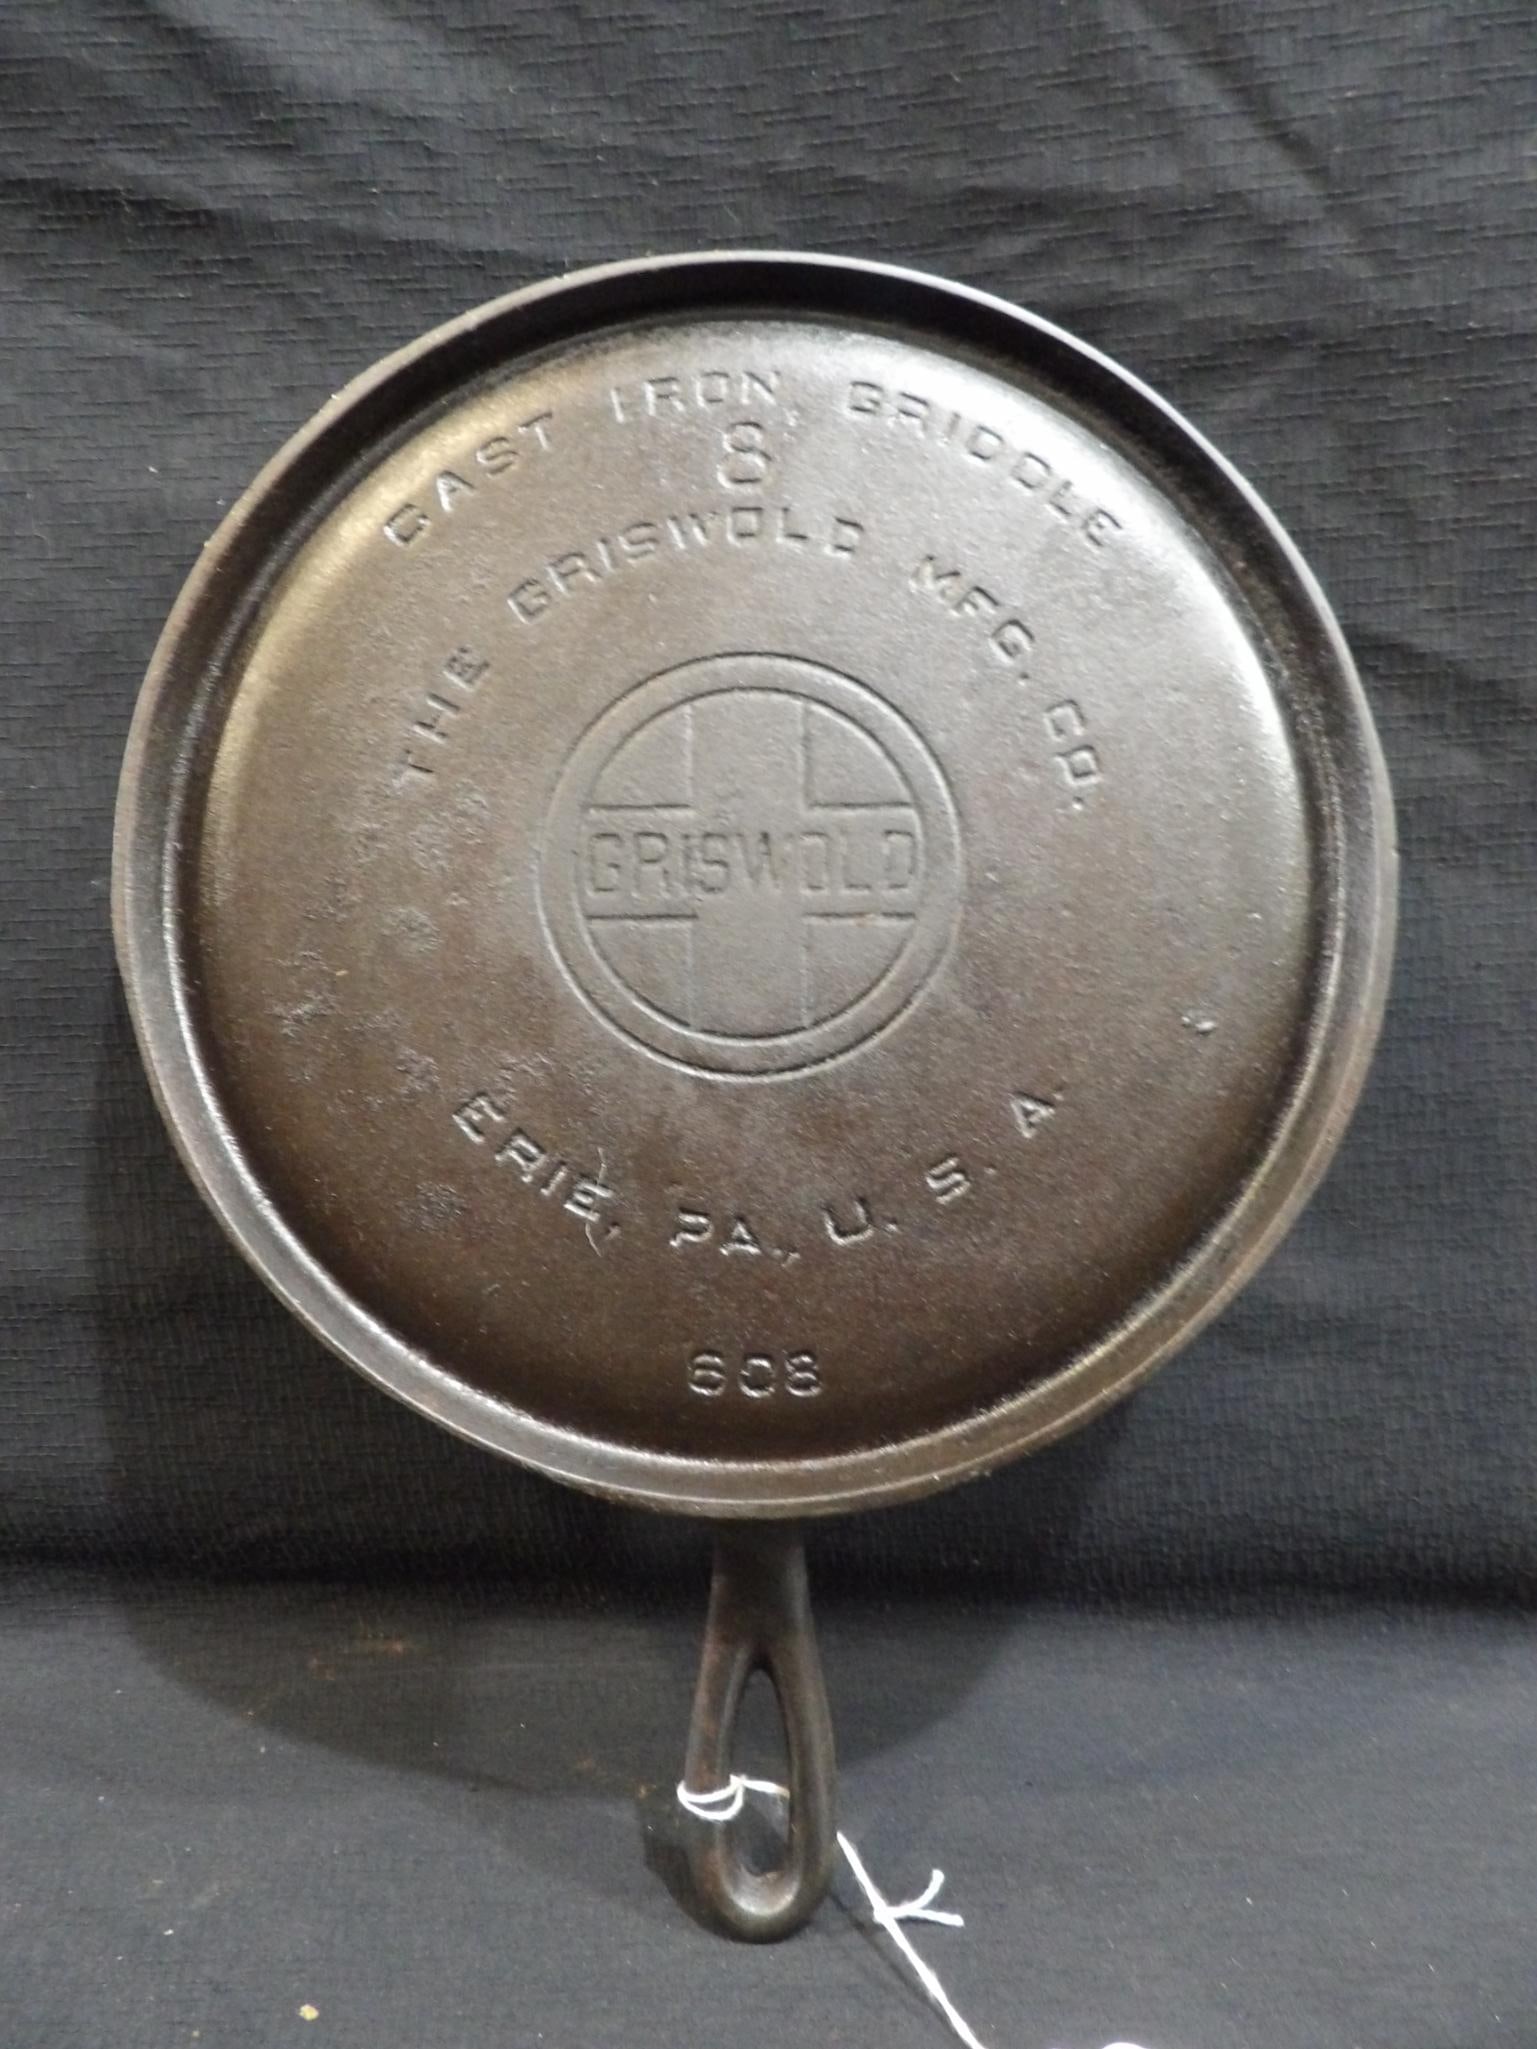 CAST IRON GRIDDLE
8
THE GRISWOLD MFG. CO.
GRISWOLD
ERIE, PA., U. S. A.
608